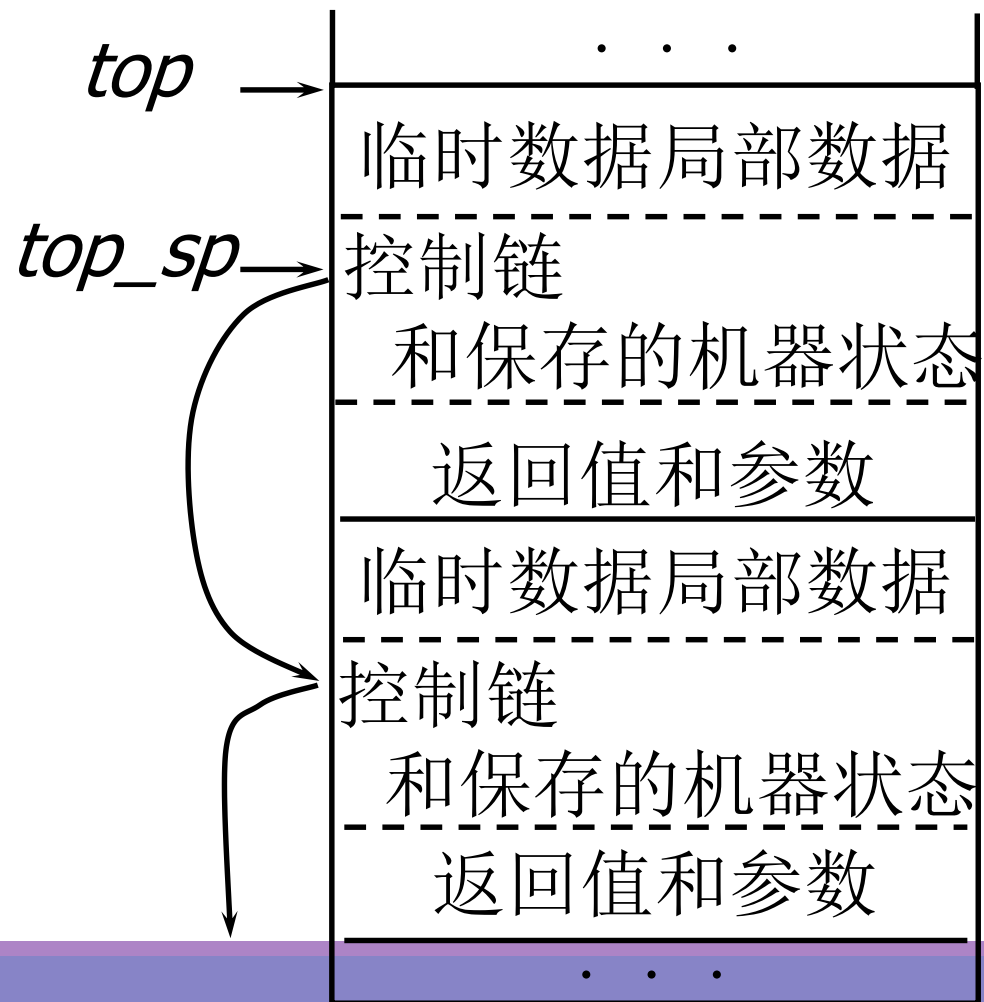 . . .
top
临时数据局部数据
top_sp
控制链
和保存的机器状态
返回值和参数
临时数据局部数据
控制链
和保存的机器状态
返回值和参数
. . .